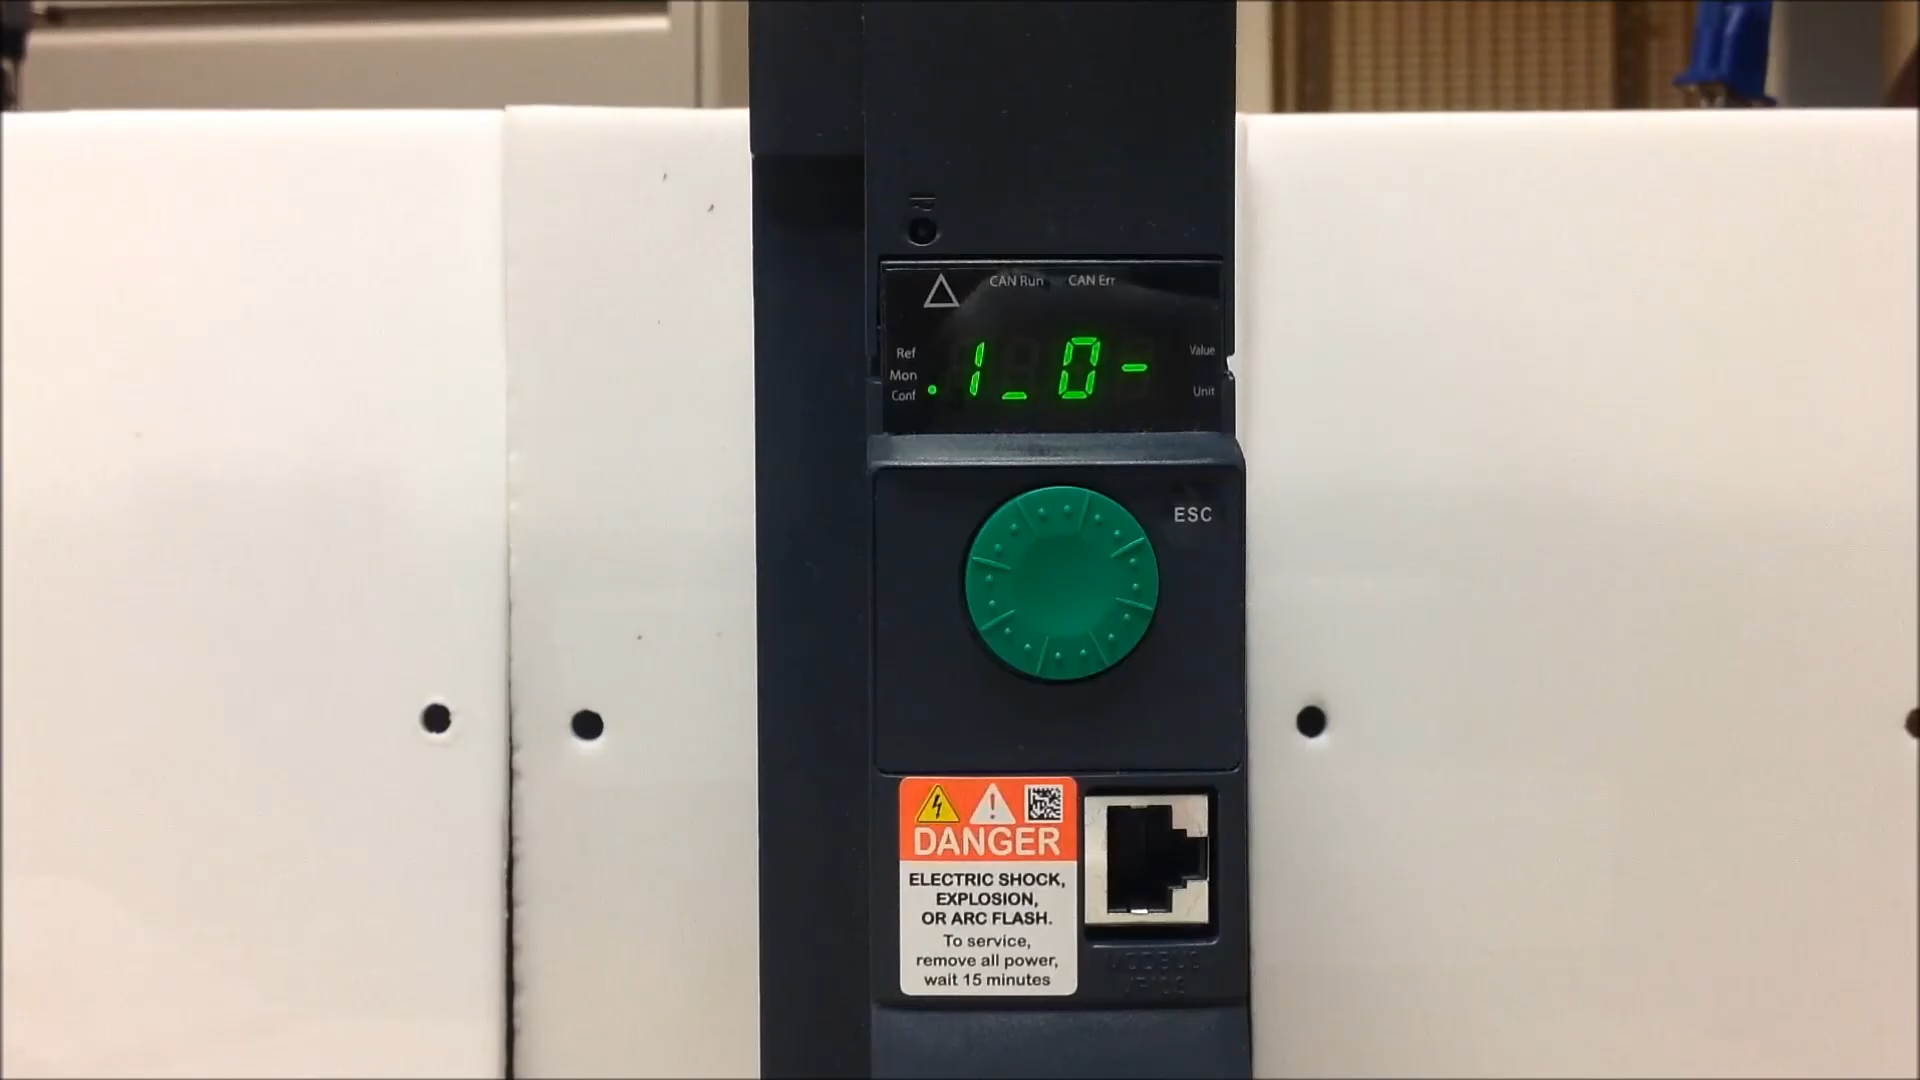 CAN Run CAN Err
Ref
Mon
Conf
Value
Unit
1_0-
ESC
DANGER
ELECTRIC SHOCK,
EXPLOSION,
OR ARC FLASH.
To service,
remove all power,
wait 15 minutes